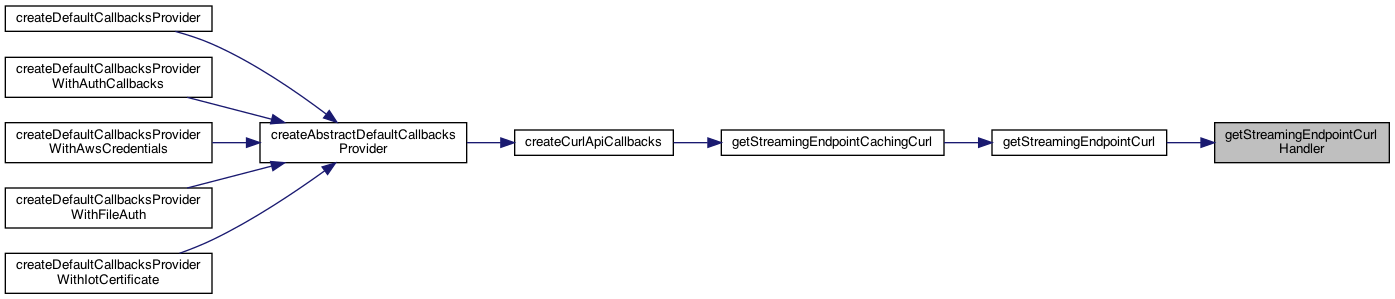 createDefaultCallbacksProvider
createDefaultCallbacksProvider
WithAuthCallbacks
createDefaultCallbacksProvider
WithAwsCredentials
createDefaultCallbacksProvider
WithFileAuth
createDefaultCallbacksProvider
WithIotCertificate
createAbstractDefaultCallbacks
Provider
createCurlApiCallbacks
getStreamingEndpointCachingCurl
getStreamingEndpointCurl
getStreamingEndpointCurl
Handler